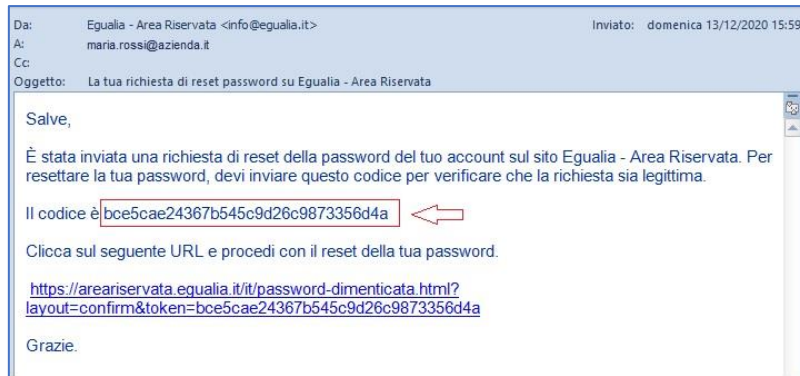 Da: Egualia - Area Riservata <info@egualia.it> Inviato: domenica 13/12/2020 15:59
A: maria.rossi@azienda.it
Cc:
Oggetto: La tua richiesta di reset password su Egualia - Area Riservata
Salve,
È stata inviata una richiesta di reset della password del tuo account sul sito Egualia - Area Riservata. Per
resettare la tua password, devi inviare questo codice per verificare che la richiesta sia legittima.
Il codice è bce5cae24367b545c9d26c9873356d4a
Clicca sul seguente URL e procedi con il reset della tua password.
https://areariservata.egualia.it/it/password-dimenticata.html?
layout=confirm&token=bce5cae24367b545c9d26c9873356d4a
Grazie.